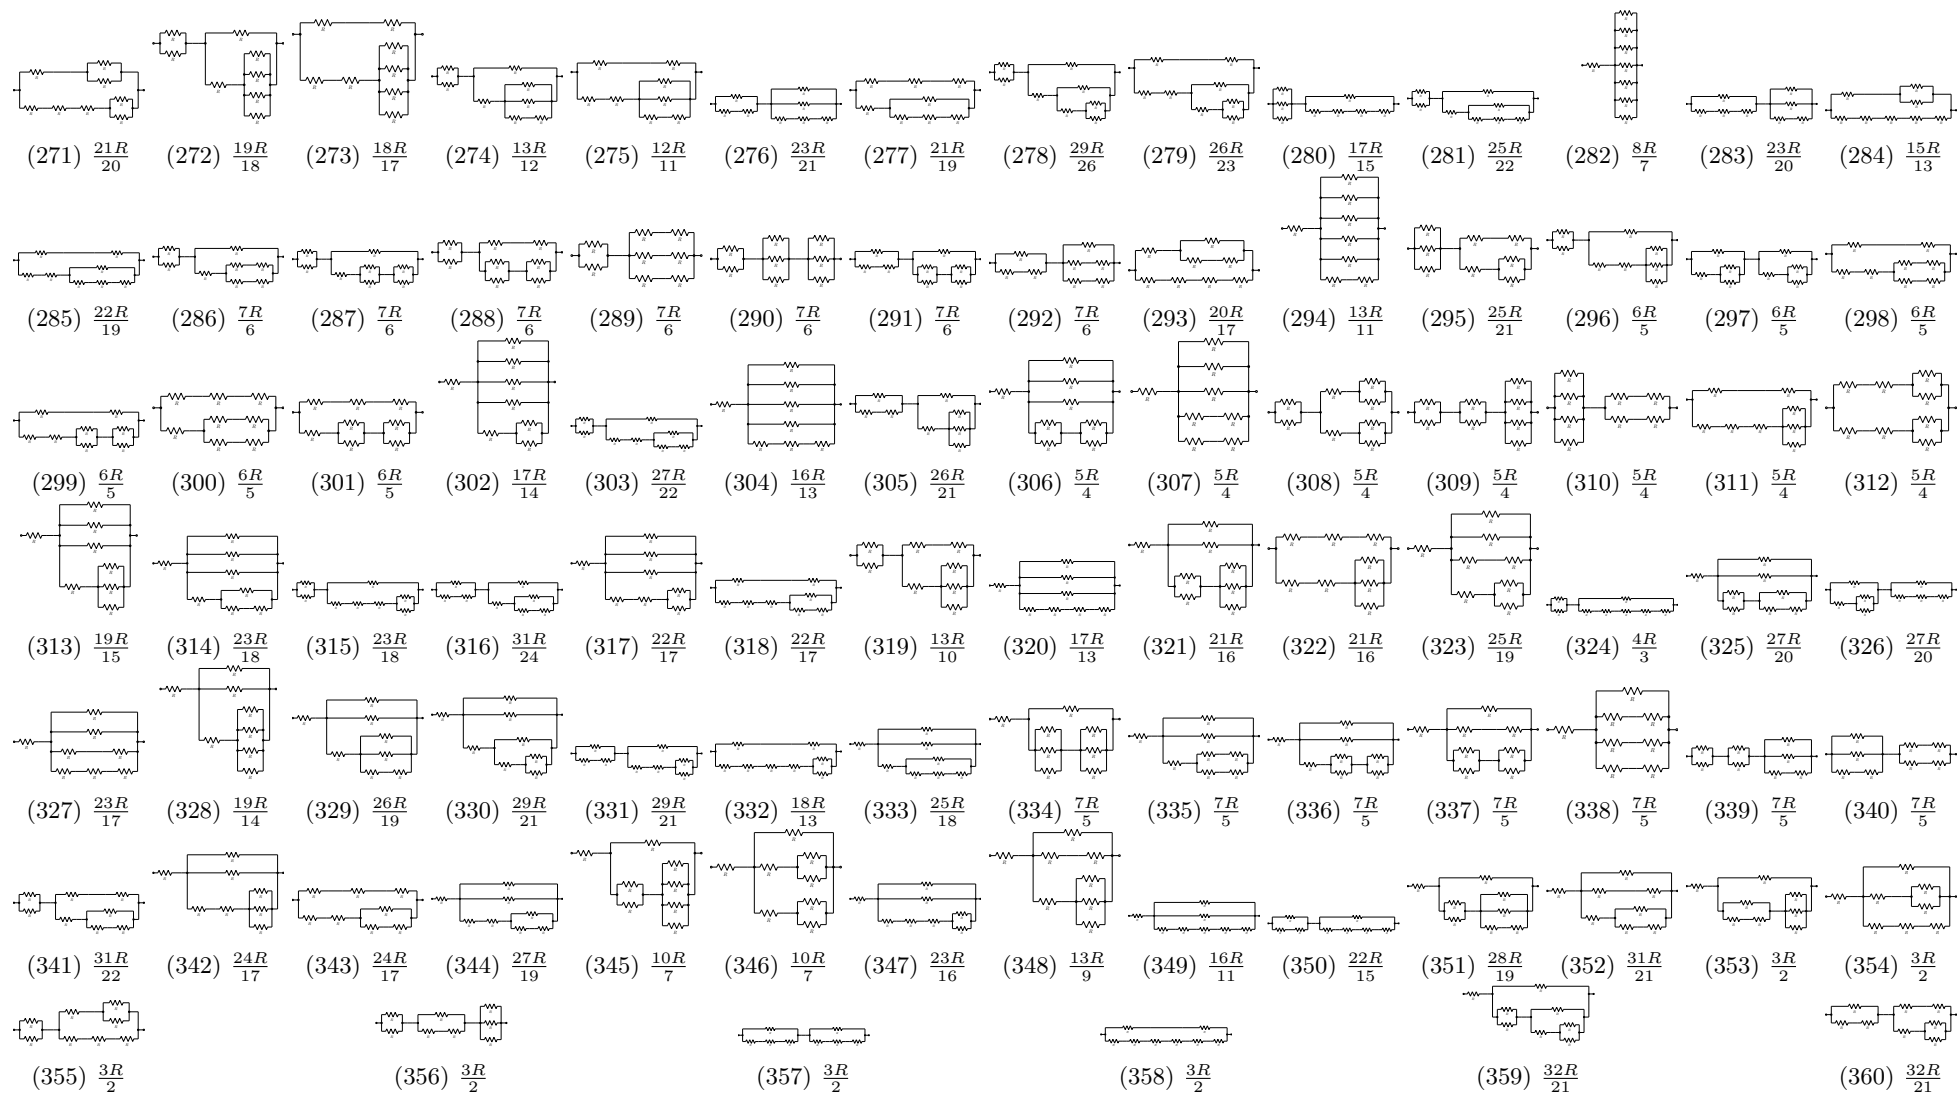 (271) 21R/20 (272) 19R/18 (273) 18R/17 (274) 13R/12 (275) 12R/11 (276) 23R/21 (277) 21R/19 (278) 29R/26 (279) 26R/23 (280) 17R/15 (281) 25R/22 (282) 8R/7 (283) 23R/20 (284) 15R/13
(285) 22R/19 (286) 7R/6 (287) 7R/6 (288) 7R/6 (289) 7R/6 (290) 7R/6 (291) 7R/6 (292) 7R/6 (293) 20R/17 (294) 13R/11 (295) 25R/21 (296) 6R/5 (297) 6R/5 (298) 6R/5
(299) 6R/5 (300) 6R/5 (301) 6R/5 (302) 17R/14 (303) 27R/22 (304) 16R/13 (305) 26R/21 (306) 5R/4 (307) 5R/4 (308) 5R/4 (309) 5R/4 (310) 5R/4 (311) 5R/4 (312) 5R/4
(313) 19R/15 (314) 23R/18 (315) 23R/18 (316) 31R/24 (317) 22R/17 (318) 22R/17 (319) 13R/10 (320) 17R/13 (321) 21R/16 (322) 21R/16 (323) 25R/19 (324) 4R/3 (325) 27R/20 (326) 27R/20
(327) 23R/17 (328) 19R/14 (329) 26R/19 (330) 29R/21 (331) 29R/21 (332) 18R/13 (333) 25R/18 (334) 7R/5 (335) 7R/5 (336) 7R/5 (337) 7R/5 (338) 7R/5 (339) 7R/5 (340) 7R/5
(341) 31R/22 (342) 24R/17 (343) 24R/17 (344) 27R/19 (345) 10R/7 (346) 10R/7 (347) 23R/16 (348) 13R/9 (349) 16R/11 (350) 22R/15 (351) 28R/19 (352) 31R/21 (353) 3R/2 (354) 3R/2
(355) 3R/2 (356) 3R/2 (357) 3R/2 (358) 3R/2 (359) 32R/21 (360) 32R/21